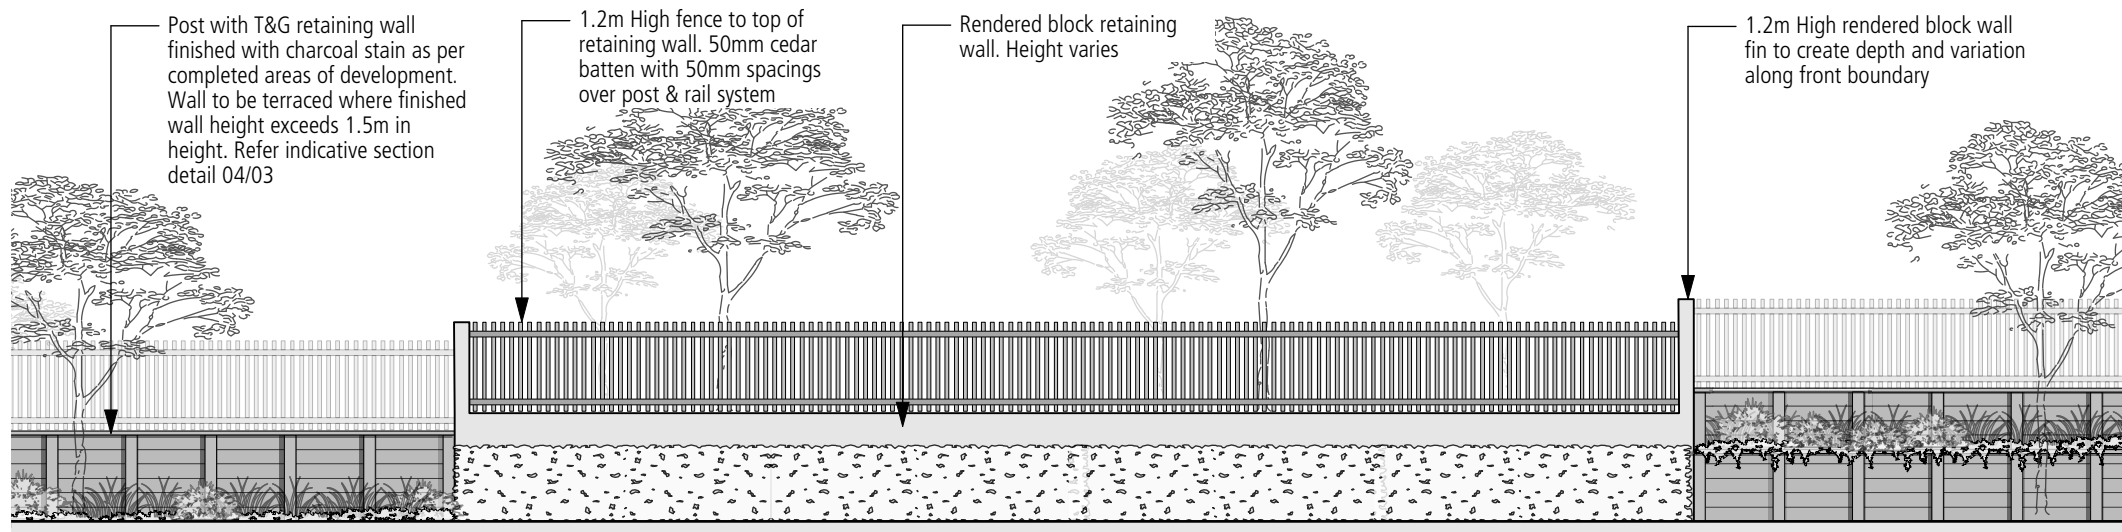 Post with T&G retaining wall
finished with charcoal stain as per
completed areas of development.
Wall to be terraced where finished
wall height exceeds 1.5m in
height. Refer indicative section
detail 04/03
1.2m High fence to top of
retaining wall. 50mm cedar
batten with 50mm spacings
over post & rail system
Rendered block retaining
wall. Height varies
1.2m High rendered block wall
fin to create depth and variation
along front boundary